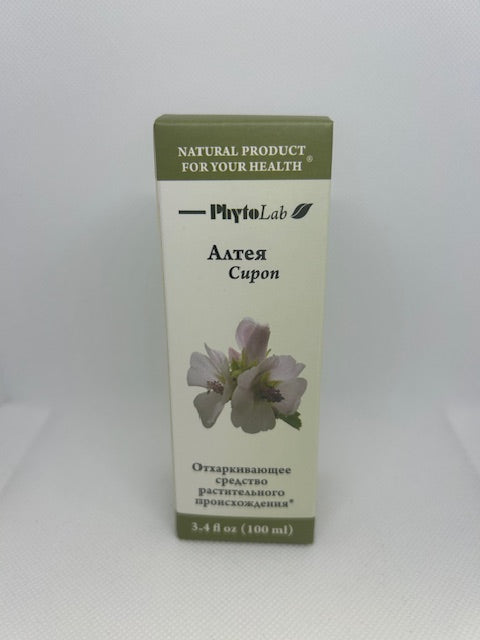 NATURAL PRODUCT
FOR YOUR HEALTH®
PhytoLab
Алтея
Сироп
Отхаркивающее
средство
растительного
происхождения*
3.4 fl oz (100 ml)